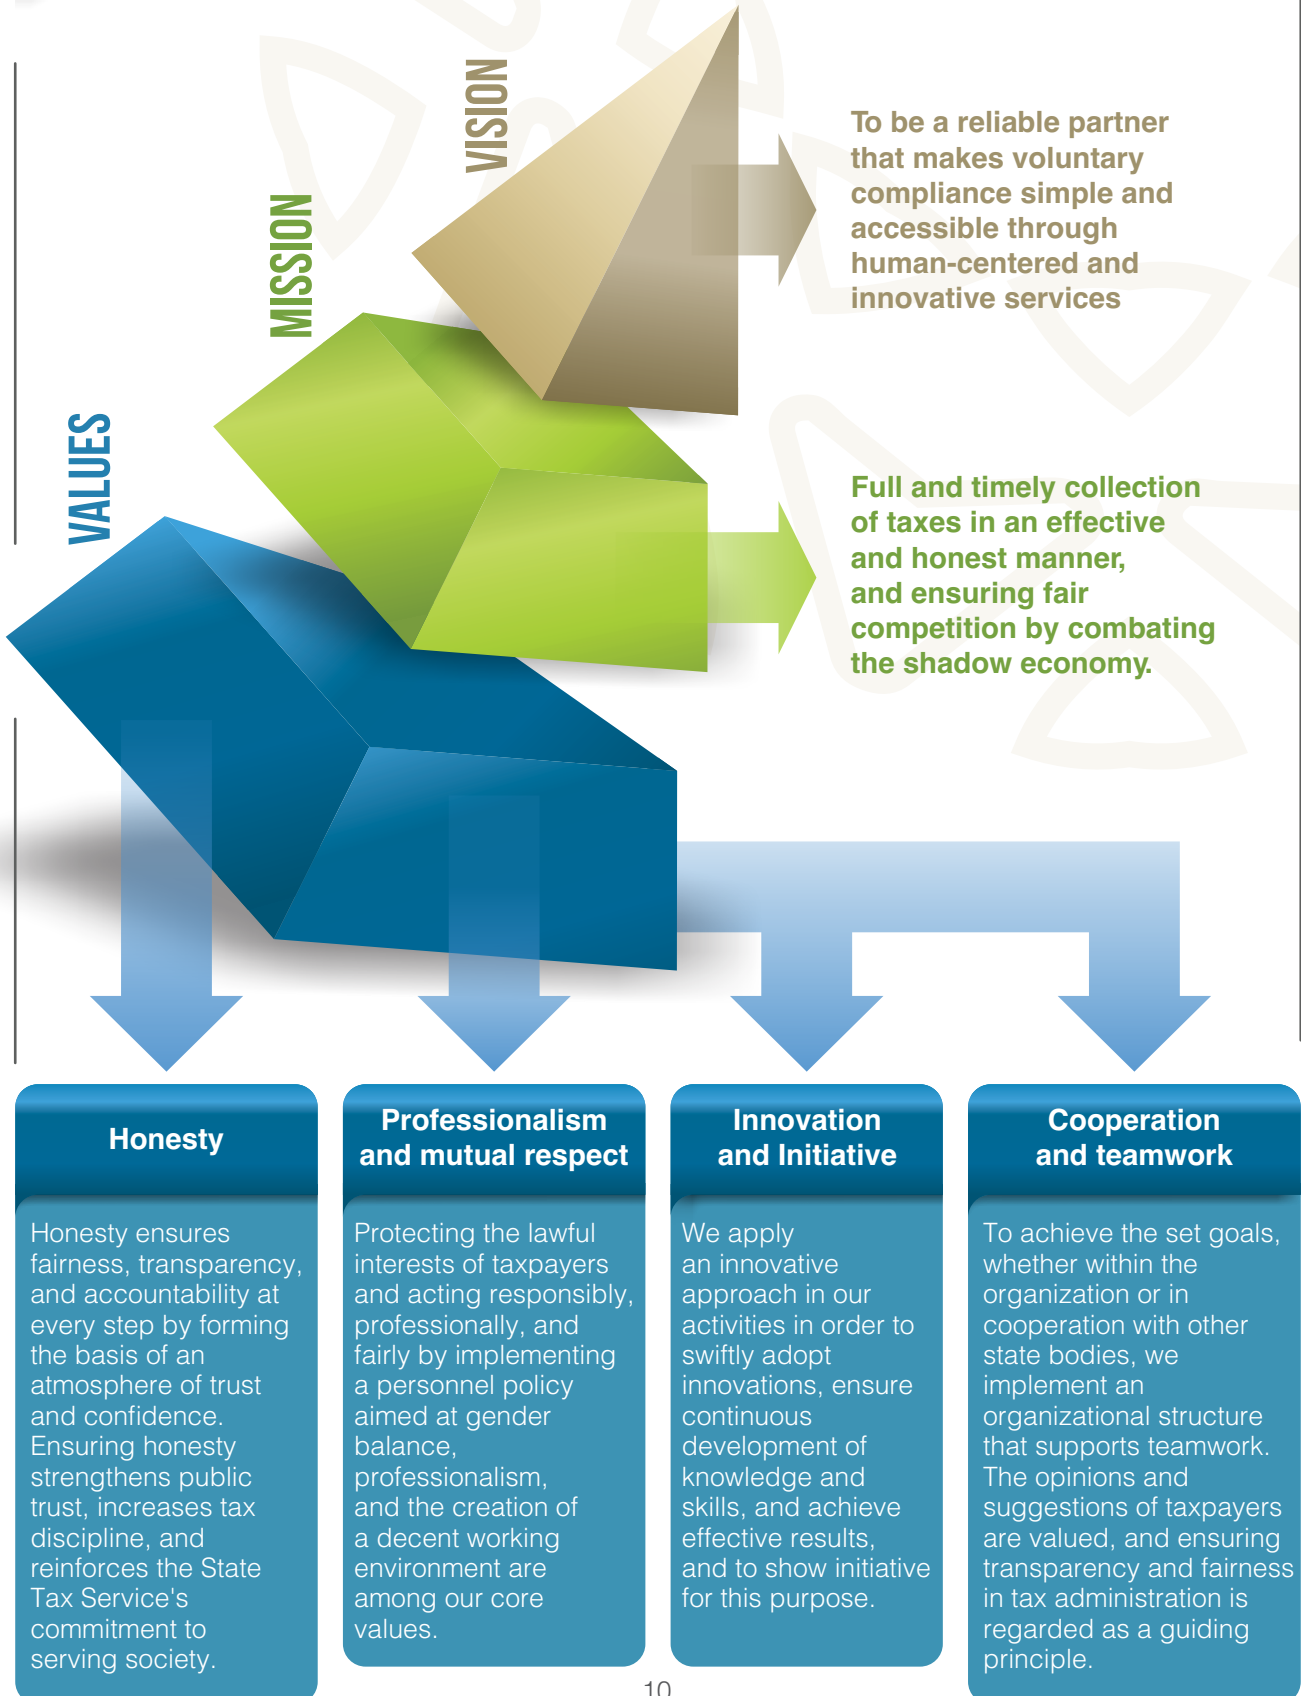 VISION
To be a reliable partner
that makes voluntary
compliance simple and
accessible through
human-centered and
innovative services
MISSION
Full and timely collection
of taxes in an effective
and honest manner,
and ensuring fair
competition by combating
the shadow economy.
VALUES
Honesty
Honesty ensures
fairness, transparency,
and accountability at
every step by forming
the basis of an
atmosphere of trust
and confidence.
Ensuring honesty
strengthens public
trust, increases tax
discipline, and
reinforces the State
Tax Service's
commitment to
serving society.
Professionalism
and mutual respect
Protecting the lawful
interests of taxpayers
and acting responsibly,
professionally, and
fairly by implementing
a personnel policy
aimed at gender
balance,
professionalism,
and the creation of
a decent working
environment are
among our core
values.
Innovation
and Initiative
We apply
an innovative
approach in our
activities in order to
swiftly adopt
innovations, ensure
continuous
development of
knowledge and
skills, and achieve
effective results,
and to show initiative
for this purpose.
Cooperation
and teamwork
To achieve the set goals,
whether within the
organization or in
cooperation with other
state bodies, we
implement an
organizational structure
that supports teamwork.
The opinions and
suggestions of taxpayers
are valued, and ensuring
transparency and fairness
in tax administration is
regarded as a guiding
principle.
10